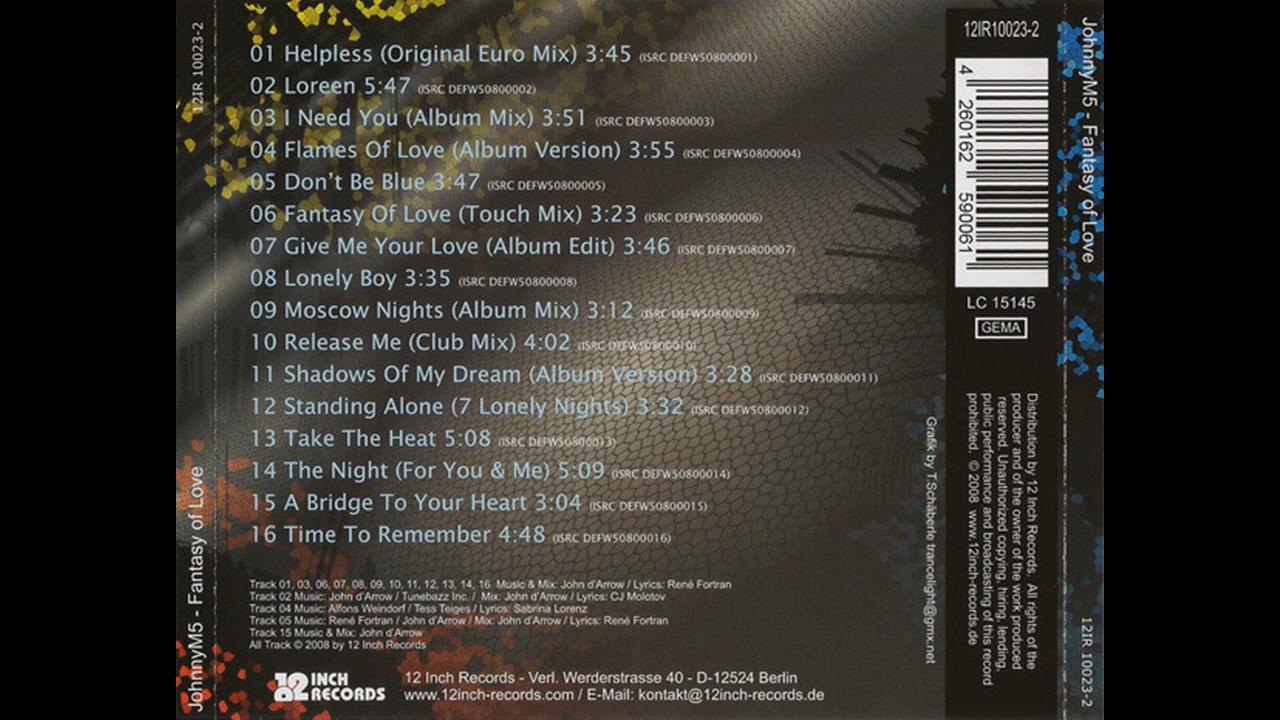 12IR 10023-2
JohnnyM5 - Fantasy of Love
01 Helpless (Original Euro Mix) 3:45 (ISRC DEFW50800001)
02 Loreen 5:47 (ISRC DEFW50800002)
03 I Need You (Album Mix) 3:51 (ISRC DEFW50800003)
04 Flames Of Love (Album Version) 3:55 (ISRC DEFW50800004)
05 Don't Be Blue 3:47 (ISRC DEFW50800005)
06 Fantasy Of Love (Touch Mix) 3:23 (ISRC DEFW50800006)
07 Give Me Your Love (Album Edit) 3:46 (ISRC DEFW50800007)
08 Lonely Boy 3:35 (ISRC DEFW50800008)
09 Moscow Nights (Album Mix) 3:12 (ISRC DEFW50800009)
10 Release Me (Club Mix) 4:02 (ISRC DEFW50800010)
11 Shadows Of My Dream (Album Version) 3:28 (ISRC DEFW50800011)
12 Standing Alone (7 Lonely Nights) 3:32 (ISRC DEFW50800012)
13 Take The Heat 5:08 (ISRC DEFW50800013)
14 The Night (For You & Me) 5:09 (ISRC DEFW50800014)
15 A Bridge To Your Heart 3:04 (ISRC DEFW50800015)
16 Time To Remember 4:48 (ISRC DEFW50800016)
Track 01, 03, 06, 07, 08, 09, 10, 11, 12, 13, 14, 16 Music & Mix: John d'Arrow / Lyrics: René Fortran
Track 02 Music: John d'Arrow / Tunebazz Inc. / Mix: John d'Arrow / Lyrics: CJ Molotov
Track 04 Music: Alfons Weindorf / Tess Teiges / Lyrics: Sabrina Lorenz
Track 05 Music: René Fortran / John d'Arrow / Mix: John d'Arrow / Lyrics: René Fortran
Track 15 Music & Mix: John d'Arrow
All Track © 2008 by 12 Inch Records
12 INCH
RECORDS
12 Inch Records - Verl. Werderstrasse 40 - D-12524 Berlin
www.12inch-records.com / E-Mail: kontakt@12inch-records.de
Grafik by T.Schäberle trancelight@gmx.net
12IR10023-2
4 260162 590061
LC 15145
GEMA
Distribution by 12 Inch Records, All rights of the
producer and of the owner of the work produced
reserved. Unauthorized copying, hiring, lending,
public performance and broadcasting of this record
prohibited. © 2008 www.12inch-records.de
JohnnyM5 - Fantasy of Love
12IR 10023-2